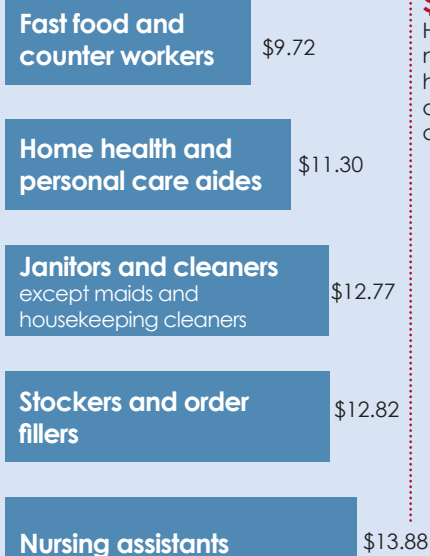 Fast food and
counter workers
$9.72
Home health and
personal care aides
$11.30
Janitors and cleaners
except maids and
housekeeping cleaners
$12.77
Stockers and order
fillers
$12.82
Nursing assistants
$13.88